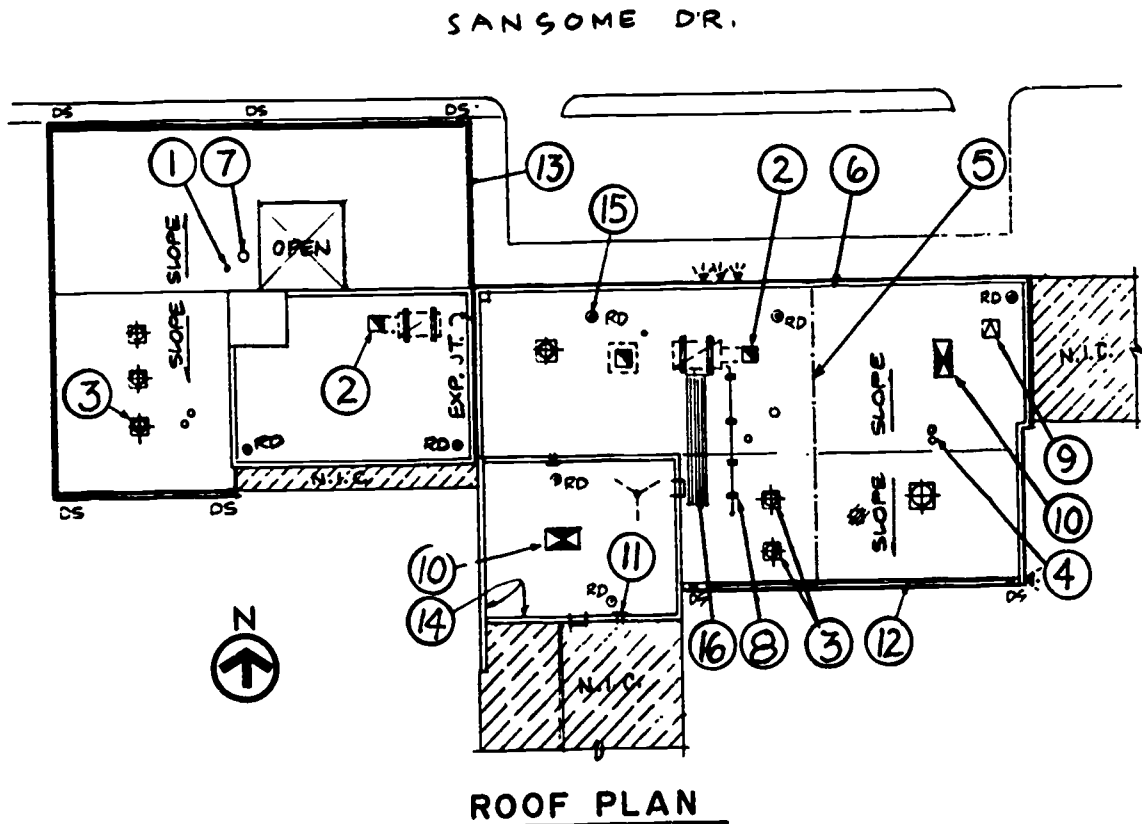 SANSOME DR.
DS DS DS
1 7 13 2 6 5
15
SLOPE OPEN
RD RD RD
SLOPE EXP. JT. SLOPE N.I.C.
2
3
RD RD 9
N.I.C. RD SLOPE 10
DS DS
10 11 4
RD
14 DS DS
16 8 3 12
N
N.I.C.
ROOF PLAN